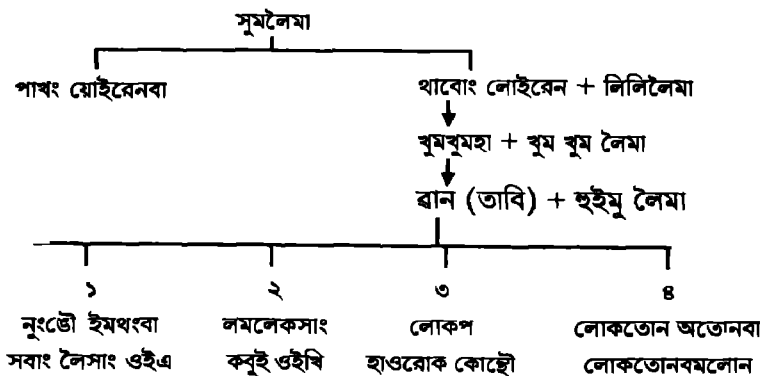 সুমলৈমা
পাখং য়োইরেনবা
থাবোং লোইরেন + লিনিলৈমা
খুমখুমহা + খুম খুম লৈমা
ৱান (তাবি) + হুইমু লৈমা
১ ২ ৩ ৪
নুংঙৌ ইমথংবা লমলেকসাং লোকপ লোকতোন অতোনবা
সবাং লৈসাং ওইএ কবুই ওইখি হাওরোক কোন্থৌ লোকতোনবমলোন